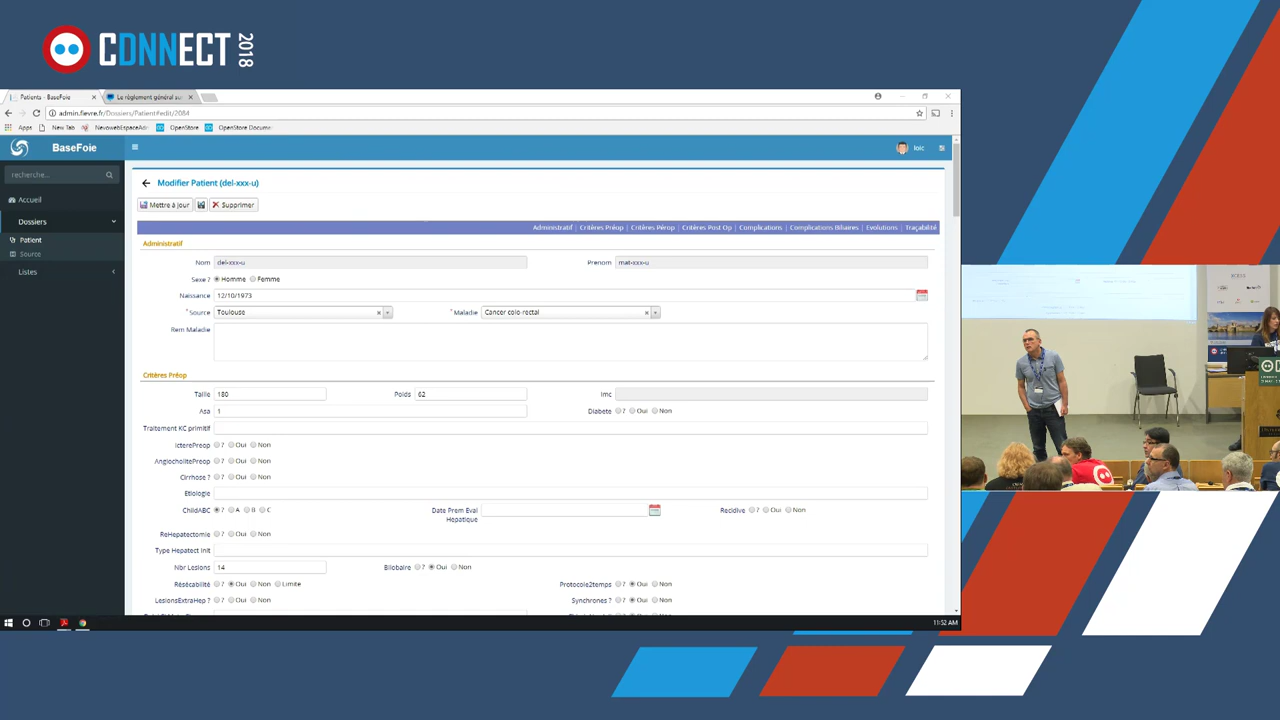 CDNNECT 2018
Patients - BaseFoie
Le règlement général su
admin.fievre.fr/Dossiers/Patient#edit/2084
Apps New Tab OpenStore OpenStore Docume
BaseFoie
loic
recherche...
Accueil
Dossiers
Patient
Source
Listes
Modifier Patient (del-xxx-u)
Mettre à jour Supprimer
Administratif | Critères Préop | Critères Pérop | Critères Post Op | Complications | Complications Biliaires | Evolutions | Traçabilité
Administratif
Nom del-xxx-u Prenom mat-xxx-u
Sexe ? Homme Femme
Naissance 12/10/1973
* Source Toulouse * Maladie Cancer colo-rectal
Rem Maladie
Critères Préop
Taille 180 Poids 62 Imc
Asa 1 Diabete ? Oui Non
Traitement KC primitif
IcterePreop ? Oui Non
AngiocholitePreop ? Oui Non
Cirrhose ? ? Oui Non
Etiologie
ChildABC ? A B C Date Prem Eval Hepatique Recidive ? Oui Non
ReHepatectomie ? Oui Non
Type Hepatect Init
Nbr Lesions 14 Bilobaire ? Oui Non
Résécabilité ? Oui Non Limite Protocole2temps ? Oui Non
LesionsExtraHep ? ? Oui Non Synchrones ? ? Oui Non
11:52 AM